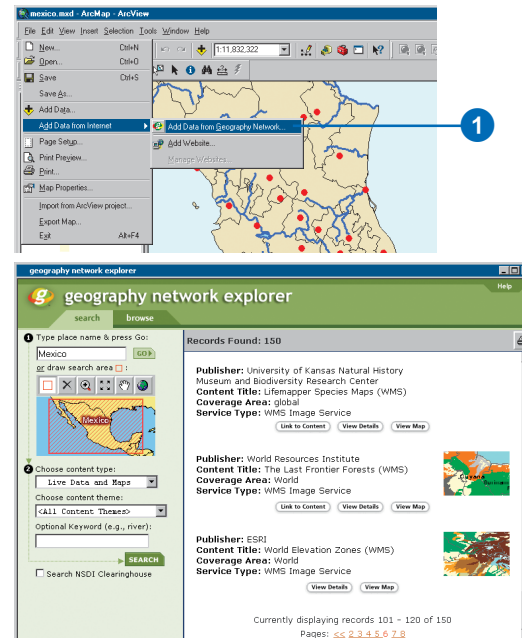 mexico.mxd - ArcMap - ArcView
File Edit View Insert Selection Tools Window Help
New... Ctrl+N
1:11,832,322
Open... Ctrl+O
Save Ctrl+S
Save As...
Add Data...
Add Data from Internet
Add Data from Geography Network...
1
Page Setup...
Add Website...
Print Preview...
Manage Websites...
Print...
Map Properties...
Import from ArcView project...
Export Map...
Exit Alt+F4
geography network explorer
geography network explorer
Help
search browse
1 Type place name & press Go:
Mexico GO
or draw search area :
Mexico
2 Choose content type:
Live Data and Maps
Choose content theme:
<All Content Themes>
Optional Keyword (e.g., river):
SEARCH
Search NSDI Clearinghouse
Records Found: 150
Publisher: University of Kansas Natural History
Museum and Biodiversity Research Center
Content Title: Lifemapper Species Maps (WMS)
Coverage Area: global
Service Type: WMS Image Service
Link to Content View Details View Map
Publisher: World Resources Institute
Content Title: The Last Frontier Forests (WMS)
Coverage Area: World
Service Type: WMS Image Service
Guyana
Link to Content View Details View Map
Publisher: ESRI
Content Title: World Elevation Zones (WMS)
Coverage Area: World
Service Type: WMS Image Service
View Details View Map
Currently displaying records 101 - 120 of 150
Pages: << 2 3 4 5 6 7 8